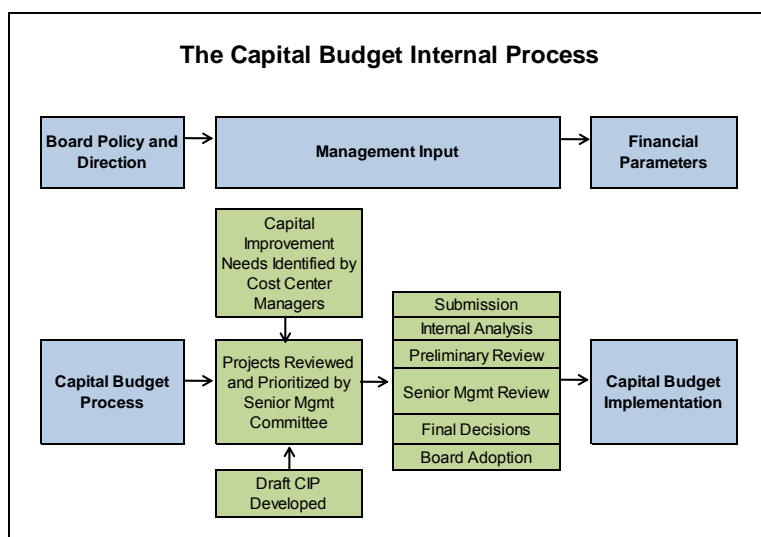 The Capital Budget Internal Process
Board Policy and
Direction
Management Input
Financial
Parameters
Capital
Improvement
Needs Identified by
Cost Center
Managers
Capital Budget
Process
Projects Reviewed
and Prioritized by
Senior Mgmt
Committee
Submission
Internal Analysis
Preliminary Review
Senior Mgmt Review
Final Decisions
Board Adoption
Capital Budget
Implementation
Draft CIP
Developed